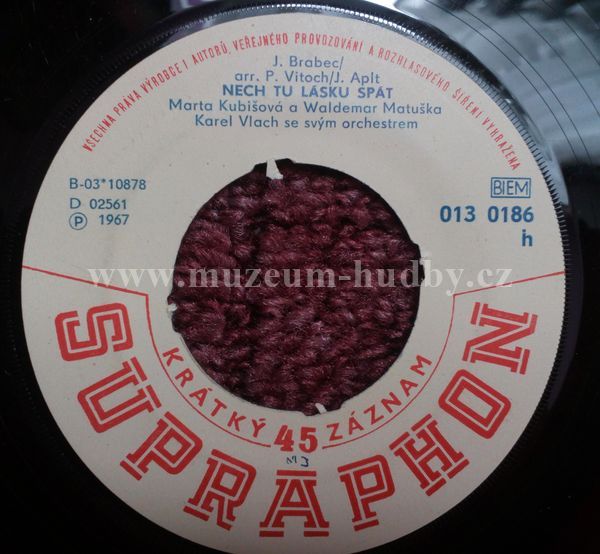 VŠECHNA PRÁVA VÝROBCE I AUTORŮ, VEŘEJNÉHO PROVOZOVÁNÍ A ROZHLASOVÉHO ŠÍŘENÍ VYHRAŽENA
J. Brabec/
arr. P. Vitoch/J. Aplt
NECH TU LÁSKU SPÁT
Marta Kubišová a Waldemar Matuška
Karel Vlach se svým orchestrem
B-03*10878
D 02561
Ⓟ 1967
BIEM
013 0186
h
www.muzeum-hudby.cz
KRÁTKÝ 45 ZÁZNAM
MJ
SUPRAPHON